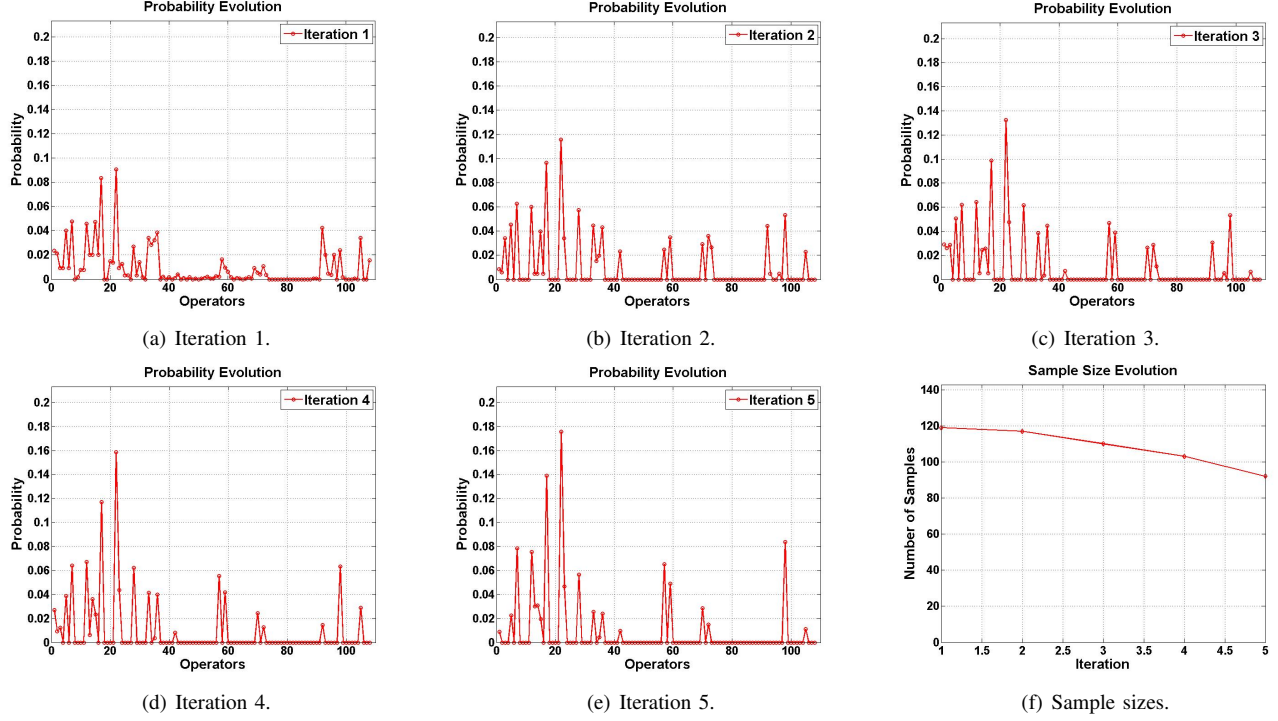 Probability Evolution
Iteration 1
0.2
0.18
0.16
0.14
0.12
0.1
0.08
0.06
0.04
0.02
0
Probability
0 20 40 60 80 100
Operators
(a) Iteration 1.
Probability Evolution
Iteration 2
0.2
0.18
0.16
0.14
0.12
0.1
0.08
0.06
0.04
0.02
0
Probability
0 20 40 60 80 100
Operators
(b) Iteration 2.
Probability Evolution
Iteration 3
0.2
0.18
0.16
0.14
0.12
0.1
0.08
0.06
0.04
0.02
0
Probability
0 20 40 60 80 100
Operators
(c) Iteration 3.
Probability Evolution
Iteration 4
0.2
0.18
0.16
0.14
0.12
0.1
0.08
0.06
0.04
0.02
0
Probability
0 20 40 60 80 100
Operators
(d) Iteration 4.
Probability Evolution
Iteration 5
0.2
0.18
0.16
0.14
0.12
0.1
0.08
0.06
0.04
0.02
0
Probability
0 20 40 60 80 100
Operators
(e) Iteration 5.
Sample Size Evolution
140
120
100
80
60
40
20
0
Number of Samples
1 1.5 2 2.5 3 3.5 4 4.5 5
Iteration
(f) Sample sizes.